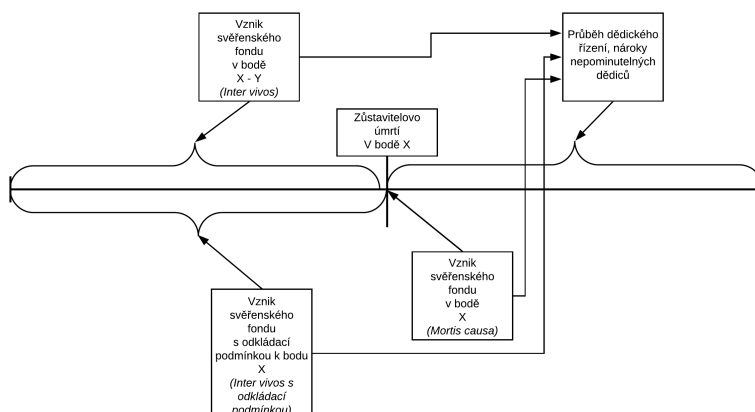 Vznik
svěřenského
fondu
v bodě
X - Y
(Inter vivos)
Průběh dědického
řízení, nároky
nepominutelných
dědiců
Zůstavitelovo
úmrtí
V bodě X
Vznik
svěřenského
fondu
v bodě
X
(Mortis causa)
Vznik
svěřenského
fondu
s odkládací
podmínkou k bodu
X
(Inter vivos s
odkládací
podmínkou)